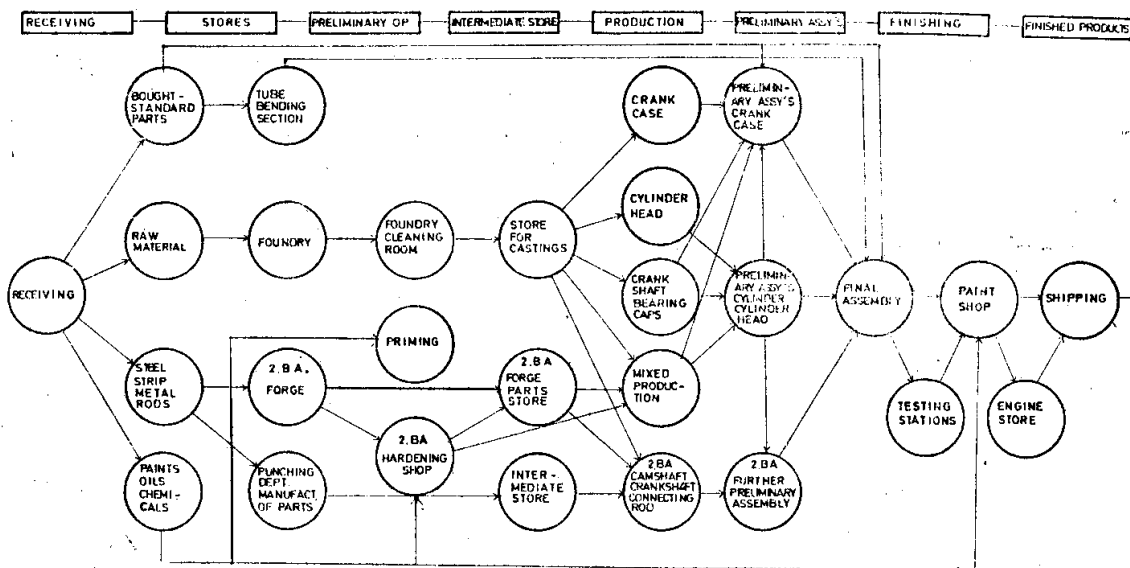 RECEIVING
STORES
PRELIMINARY OP
INTERMEDIATE STORE
PRODUCTION
PRELIMINARY ASSY'S
FINISHING
FINISHED PRODUCTS
BOUGHT-
STANDARD
PARTS
TUBE
BENDING
SECTION
CRANK
CASE
PRELIMIN-
ARY ASSY'S
CRANK
CASE
RAW
MATERIAL
FOUNDRY
FOUNDRY
CLEANING
ROOM
STORE
FOR
CASTINGS
CYLINDER
HEAD
RECEIVING
CRANK
SHAFT
BEARING
CAPS
PRELIMIN-
ARY ASSY'S
CYLINDER
CYLINDER
HEAD
FINAL
ASSEMBLY
PAINT
SHOP
SHIPPING
PRIMING
STEEL
STRIP
METAL
RODS
2.BA.
FORGE
2.BA
FORGE
PARTS
STORE
MIXED
PRODUC-
TION
TESTING
STATIONS
ENGINE
STORE
2.BA
HARDENING
SHOP
PAINTS
OILS
CHEMI-
CALS
PUNCHING
DEPT.
MANUFACT.
OF PARTS
INTER-
MEDIATE
STORE
2.BA
CAMSHAFT
CRANKSHAFT
CONNECTING
ROD
2.BA
FURTHER
PRELIMINARY
ASSEMBLY